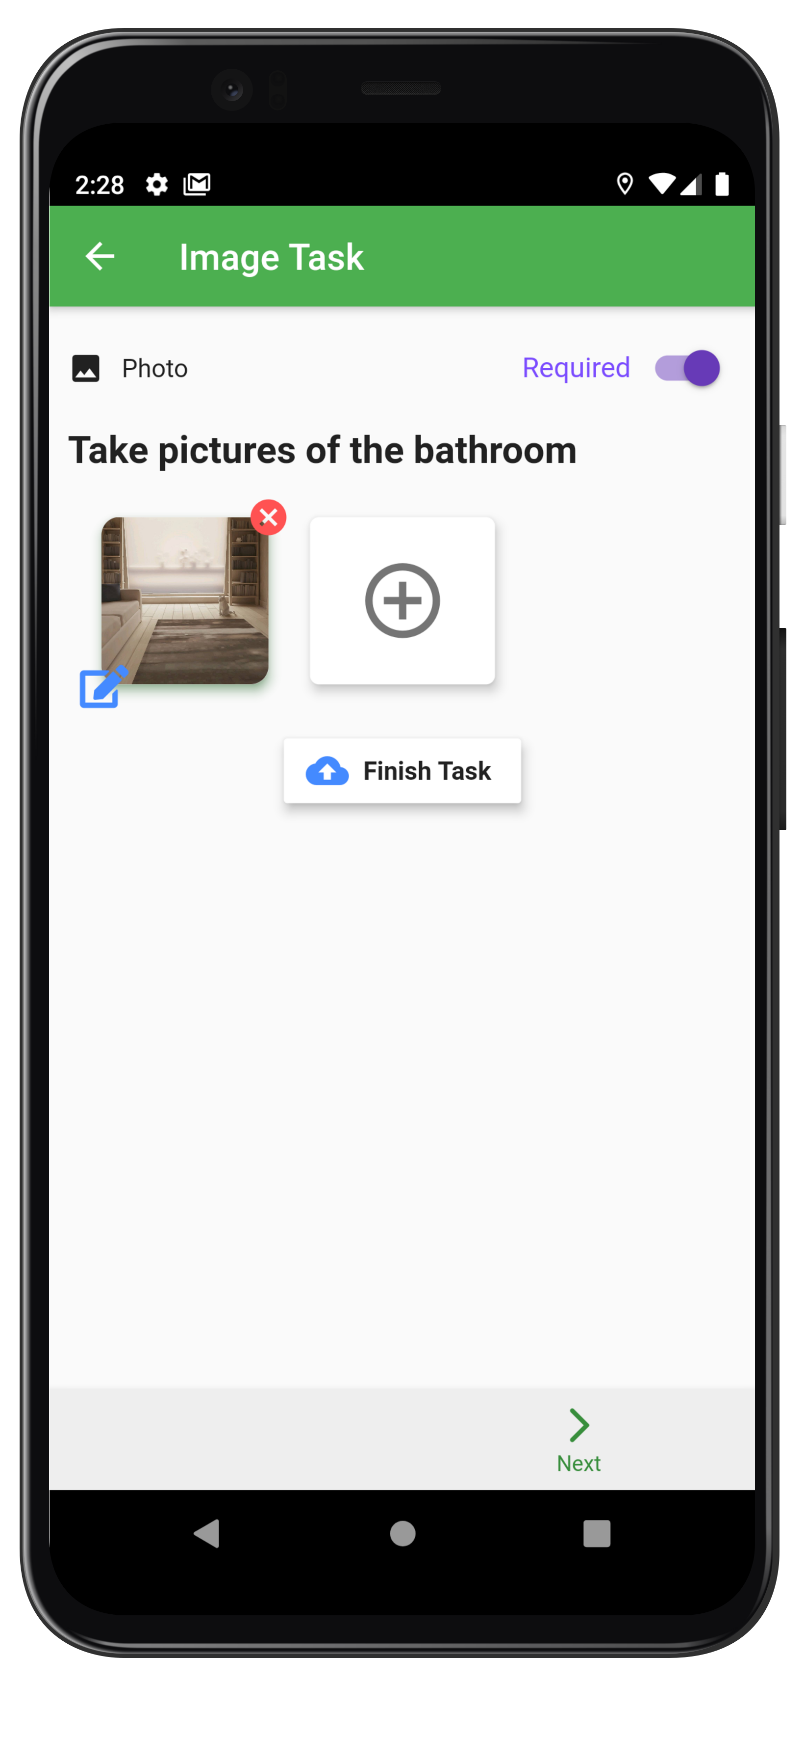 2:28
Image Task
Photo
Required
Take pictures of the bathroom
Finish Task
Next